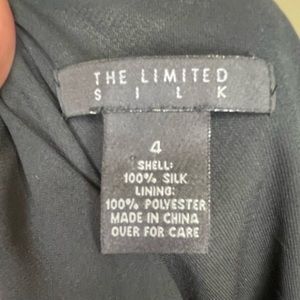 THE LIMITED
SILK
4
SHELL:
100% SILK
LINING:
100% POLYESTER
MADE IN CHINA
OVER FOR CARE